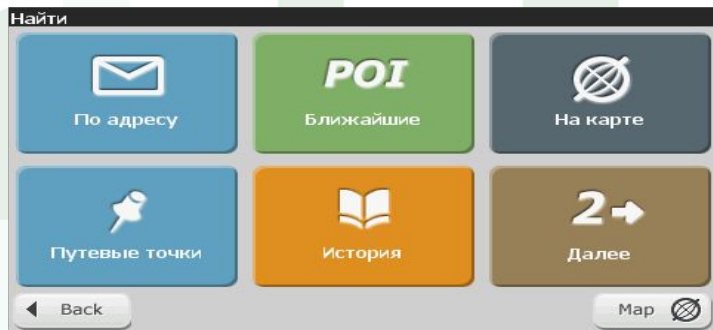 Найти
По адресу
POI
Ближайшие
На карте
Путевые точки
История
2
Далее
Back
Map